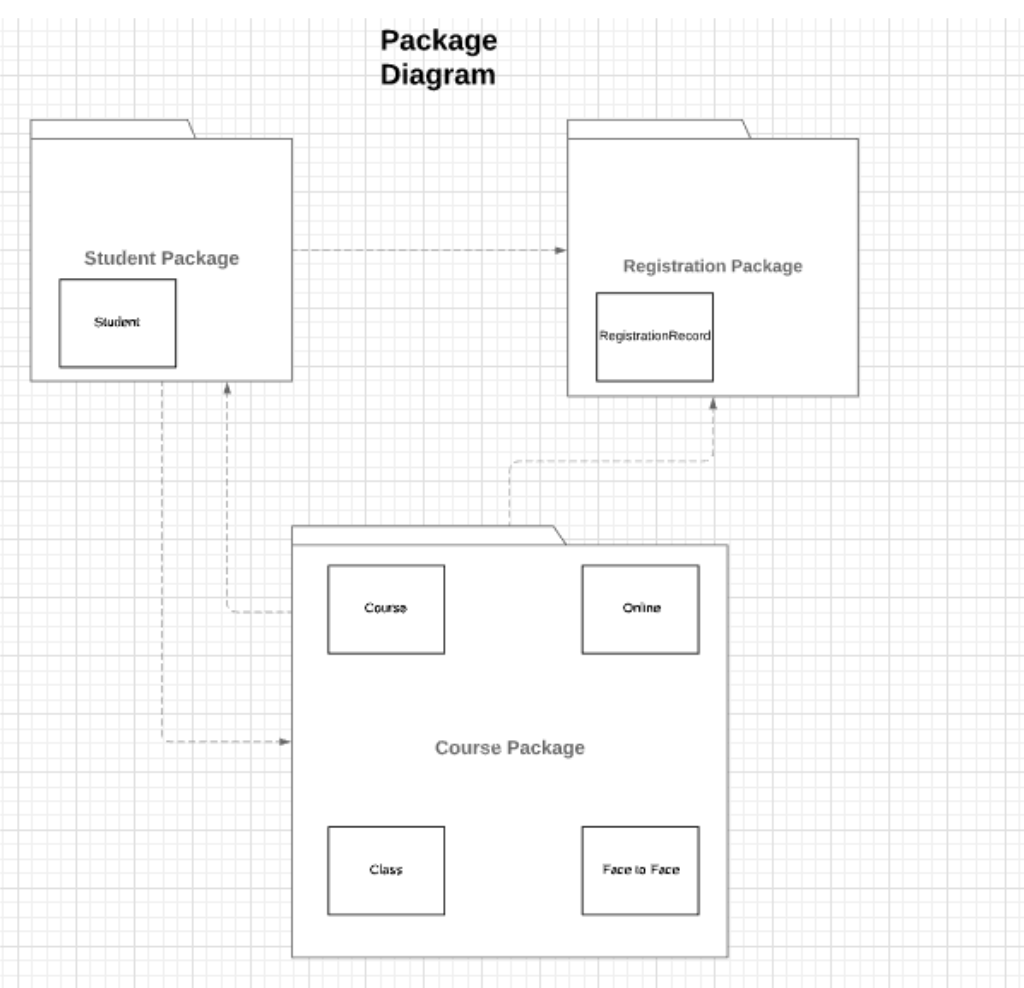 Package
Diagram
Student Package
Student
Registration Package
RegistrationRecord
Course
Online
Course Package
Class
Face to Face